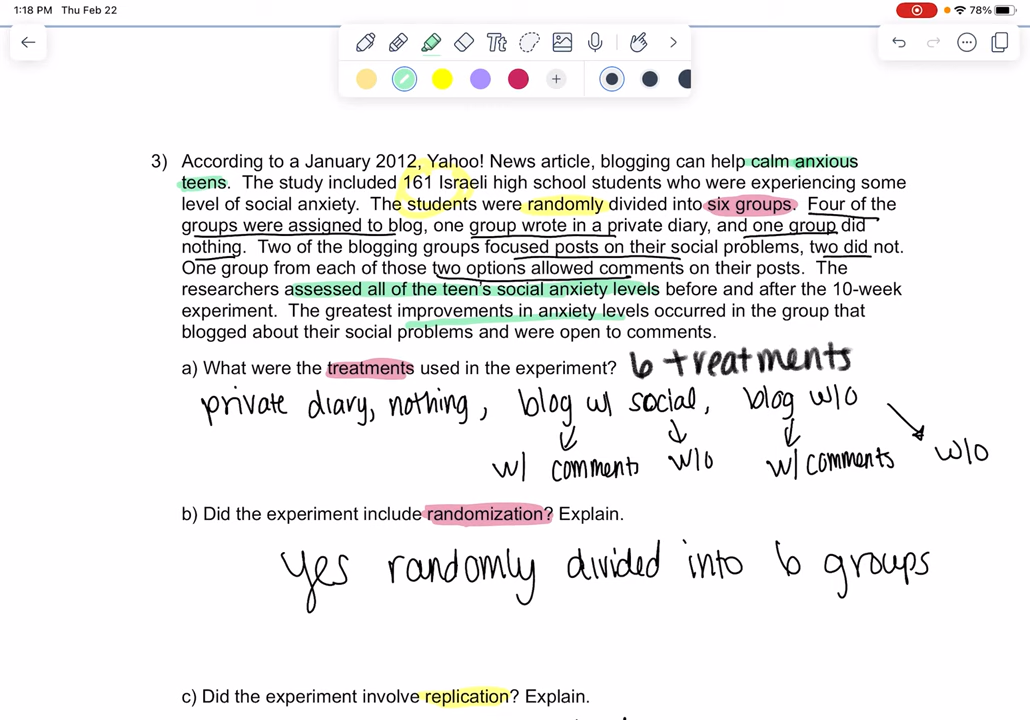 1:18 PM Thu Feb 22
78%
Tt
3) According to a January 2012, Yahoo! News article, blogging can help calm anxious
teens. The study included 161 Israeli high school students who were experiencing some
level of social anxiety. The students were randomly divided into six groups. Four of the
groups were assigned to blog, one group wrote in a private diary, and one group did
nothing. Two of the blogging groups focused posts on their social problems, two did not.
One group from each of those two options allowed comments on their posts. The
researchers assessed all of the teen's social anxiety levels before and after the 10-week
experiment. The greatest improvements in anxiety levels occurred in the group that
blogged about their social problems and were open to comments.
a) What were the treatments used in the experiment? 6 treatments
private diary, nothing, blog w/ social, blog w/o
w/ comments w/o w/ comments w/o
b) Did the experiment include randomization? Explain.
yes randomly divided into 6 groups
c) Did the experiment involve replication? Explain.